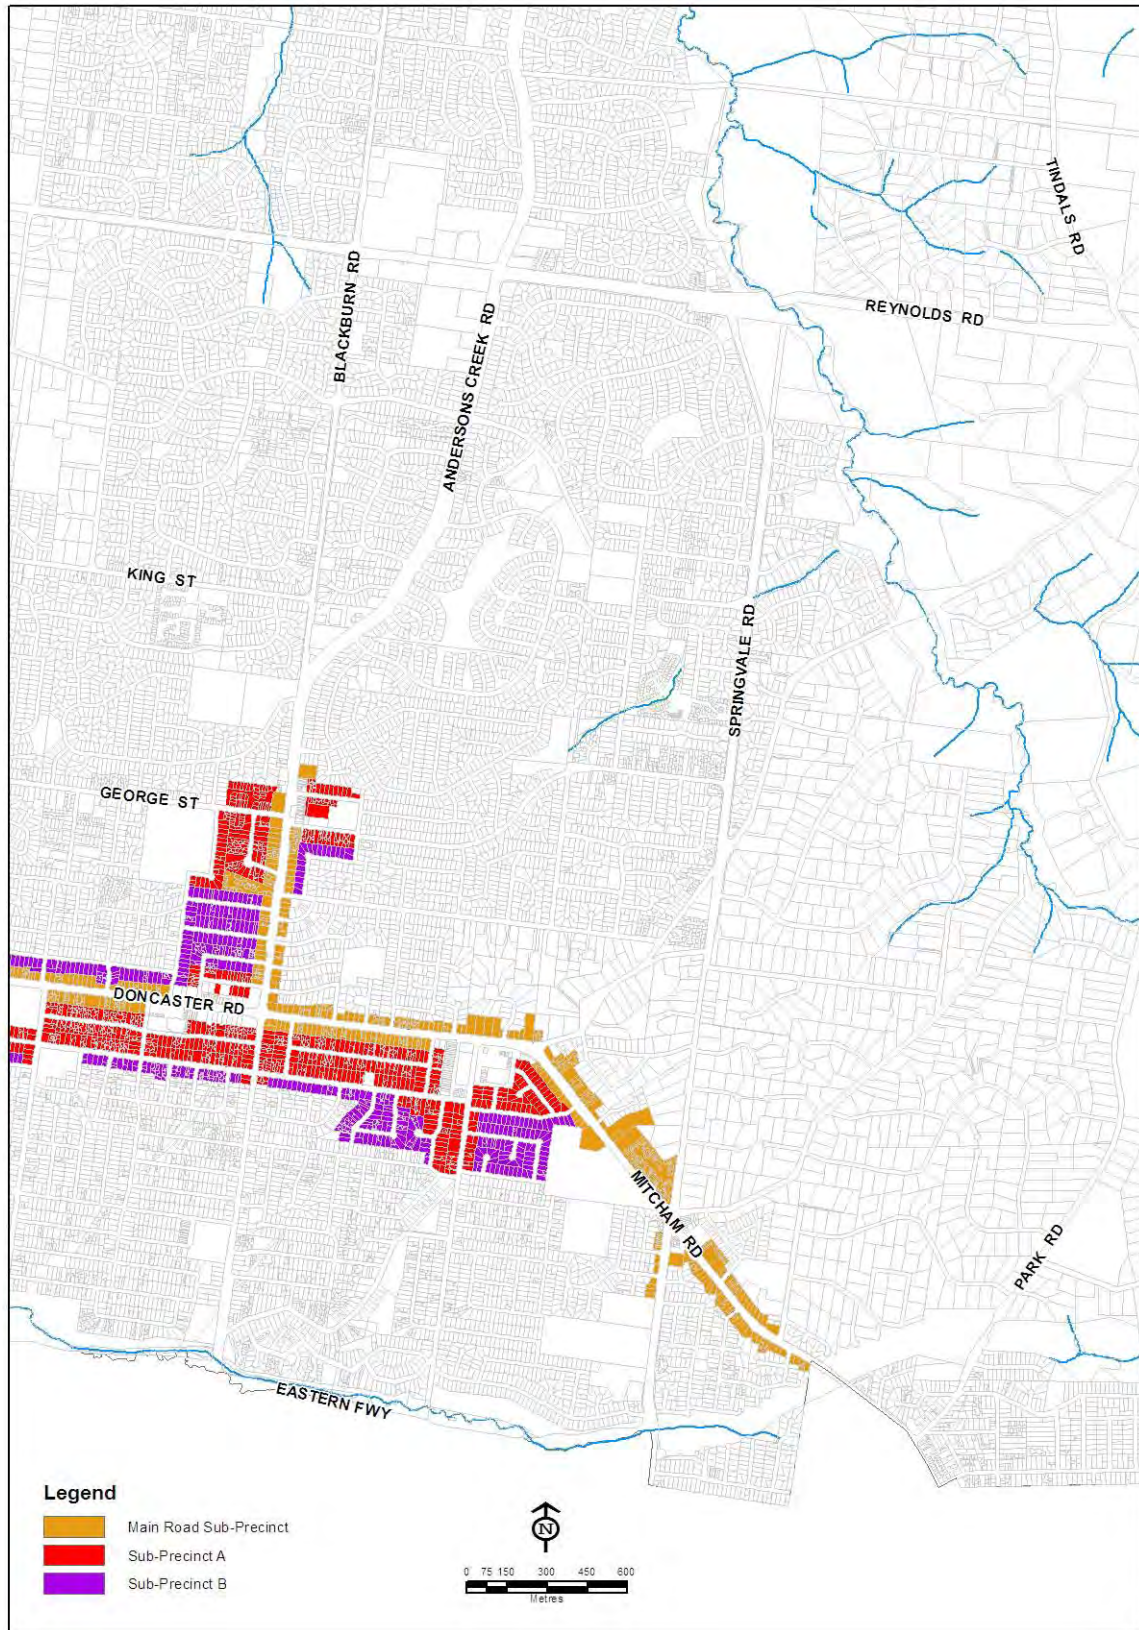 TINDALS RD
REYNOLDS RD
BLACKBURN RD
ANDERSONS CREEK RD
KING ST
SPRINGVALE RD
GEORGE ST
DONCASTER RD
MITCHAM RD
PARK RD
EASTERN FWY
Legend
Main Road Sub-Precinct
Sub-Precinct A
Sub-Precinct B
N
0 75 150 300 450 600
Metres